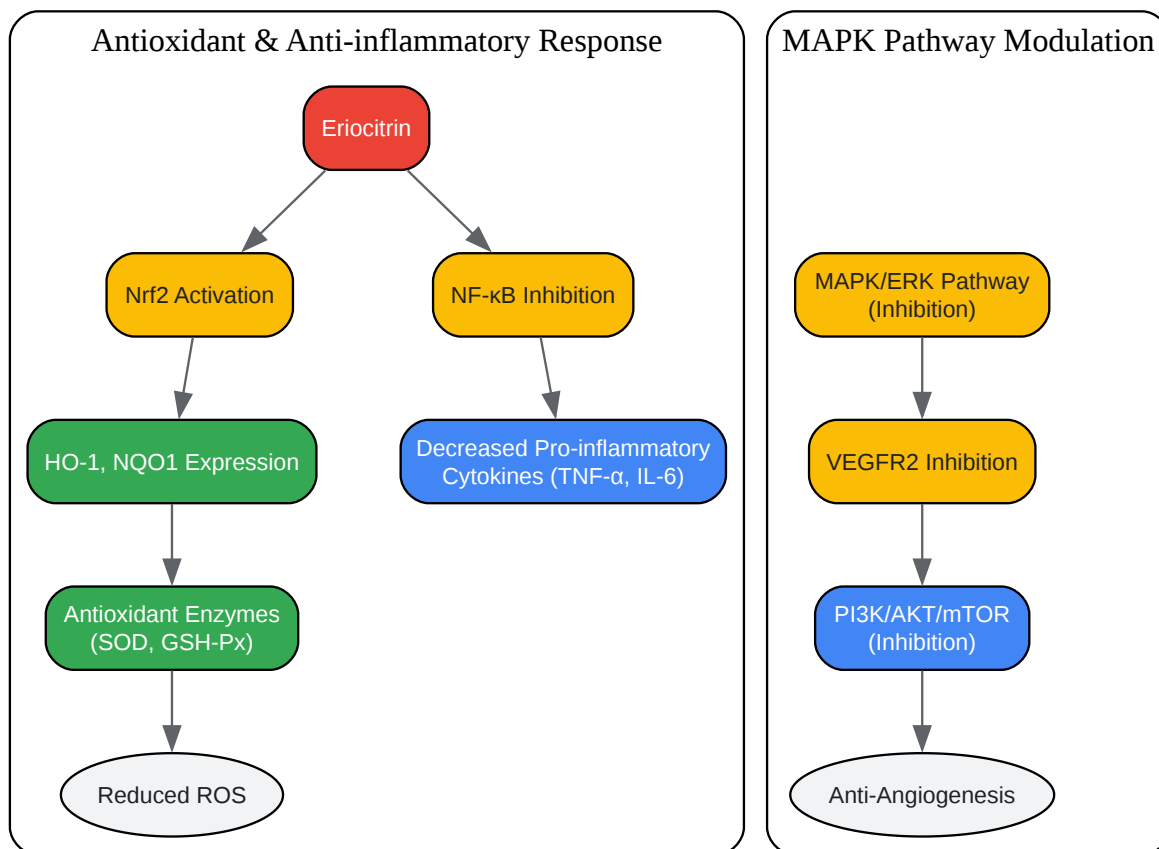 Antioxidant & Anti-inflammatory Response
Eriocitrin
Nrf2 Activation
NF-κB Inhibition
HO-1, NQO1 Expression
Decreased Pro-inflammatory
Cytokines (TNF-α, IL-6)
Antioxidant Enzymes
(SOD, GSH-Px)
Reduced ROS
MAPK Pathway Modulation
MAPK/ERK Pathway
(Inhibition)
VEGFR2 Inhibition
PI3K/AKT/mTOR
(Inhibition)
Anti-Angiogenesis